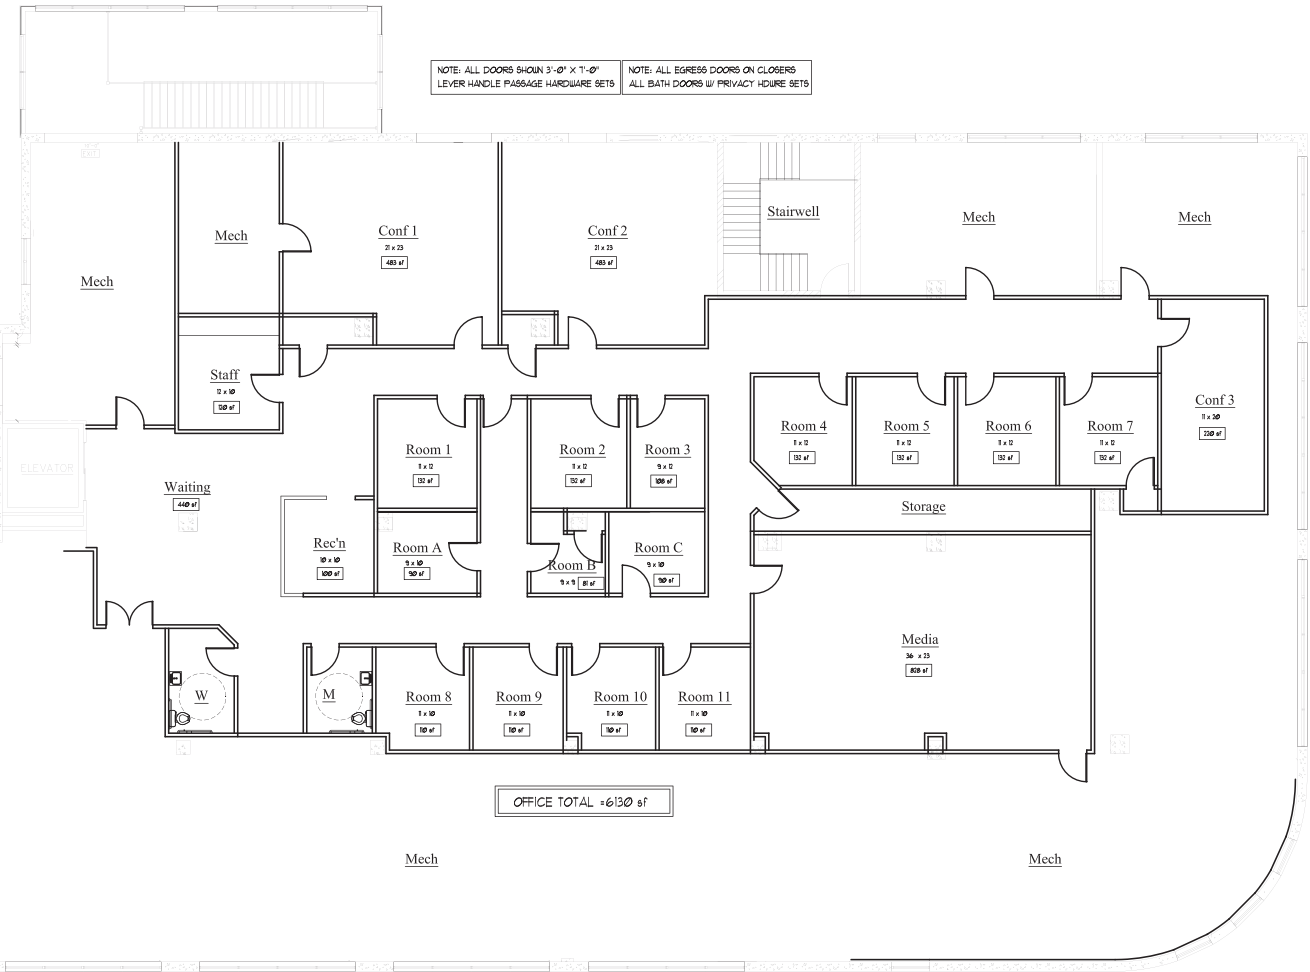 NOTE: ALL DOORS SHOWN 3'-0" X 7'-0"
LEVER HANDLE PASSAGE HARDWARE SETS
NOTE: ALL EGRESS DOORS ON CLOSERS
ALL BATH DOORS W/ PRIVACY HDWRE SETS
EXIT
Mech
Mech
Conf 1
21 x 23
483 sf
Conf 2
21 x 23
483 sf
Stairwell
Mech
Mech
Staff
12 x 10
120 sf
Conf 3
11 x 20
220 sf
Room 4
11 x 12
132 sf
Room 5
11 x 12
132 sf
Room 6
11 x 12
132 sf
Room 7
11 x 12
132 sf
Room 1
11 x 12
132 sf
Room 2
11 x 12
132 sf
Room 3
9 x 12
108 sf
ELEVATOR
Waiting
440 sf
Storage
Rec'n
10 x 10
100 sf
Room A
9 x 10
90 sf
Room B
9 x 9
81 sf
Room C
9 x 10
90 sf
Media
36 x 23
828 sf
W
M
Room 8
11 x 10
110 sf
Room 9
11 x 10
110 sf
Room 10
11 x 10
110 sf
Room 11
11 x 10
110 sf
OFFICE TOTAL =6130 sf
Mech
Mech